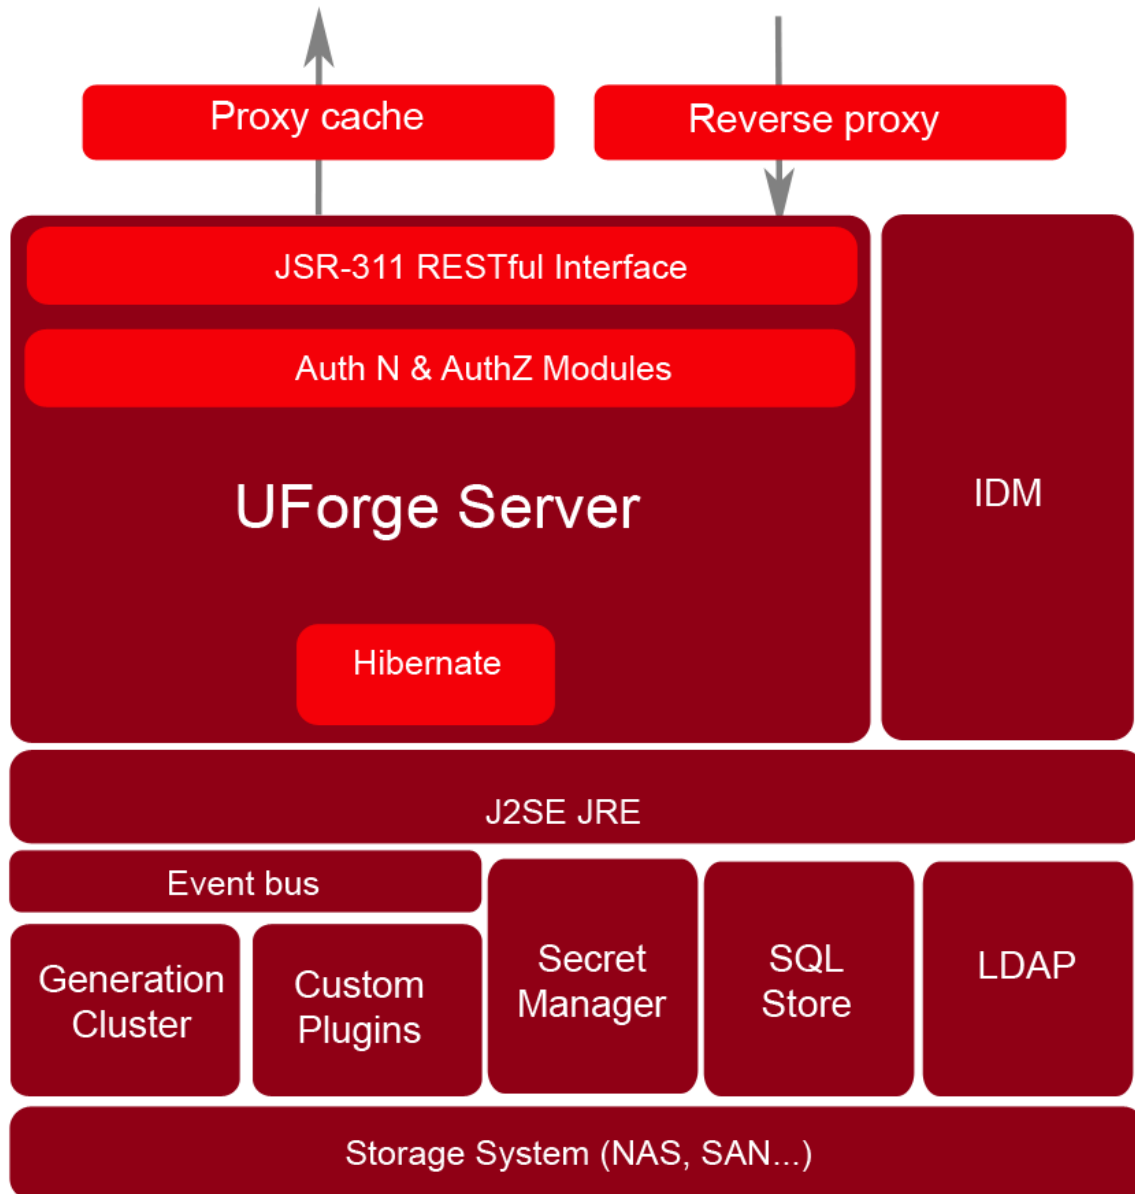 Proxy cache
Reverse proxy
JSR-311 RESTful Interface
Auth N & AuthZ Modules
UForge Server
IDM
Hibernate
J2SE JRE
Event bus
Generation
Cluster
Custom
Plugins
Secret
Manager
SQL
Store
LDAP
Storage System (NAS, SAN...)